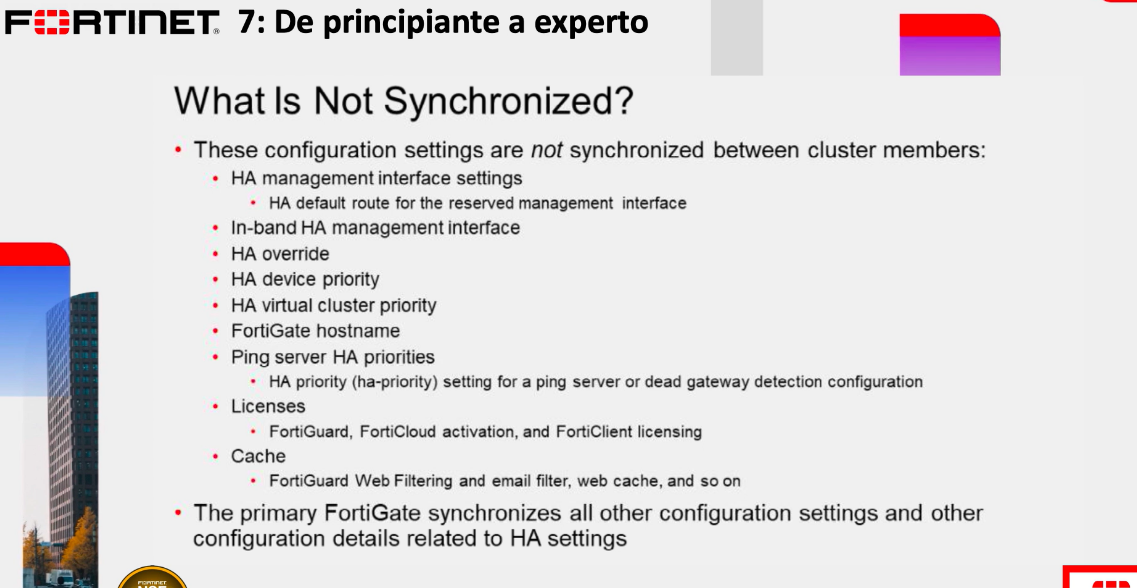 FORTINET® 7: De principiante a experto
What Is Not Synchronized?
• These configuration settings are not synchronized between cluster members:
• HA management interface settings
• HA default route for the reserved management interface
• In-band HA management interface
• HA override
• HA device priority
• HA virtual cluster priority
• FortiGate hostname
• Ping server HA priorities
• HA priority (ha-priority) setting for a ping server or dead gateway detection configuration
• Licenses
• FortiGuard, FortiCloud activation, and FortiClient licensing
• Cache
• FortiGuard Web Filtering and email filter, web cache, and so on
• The primary FortiGate synchronizes all other configuration settings and other
configuration details related to HA settings
FORTINET